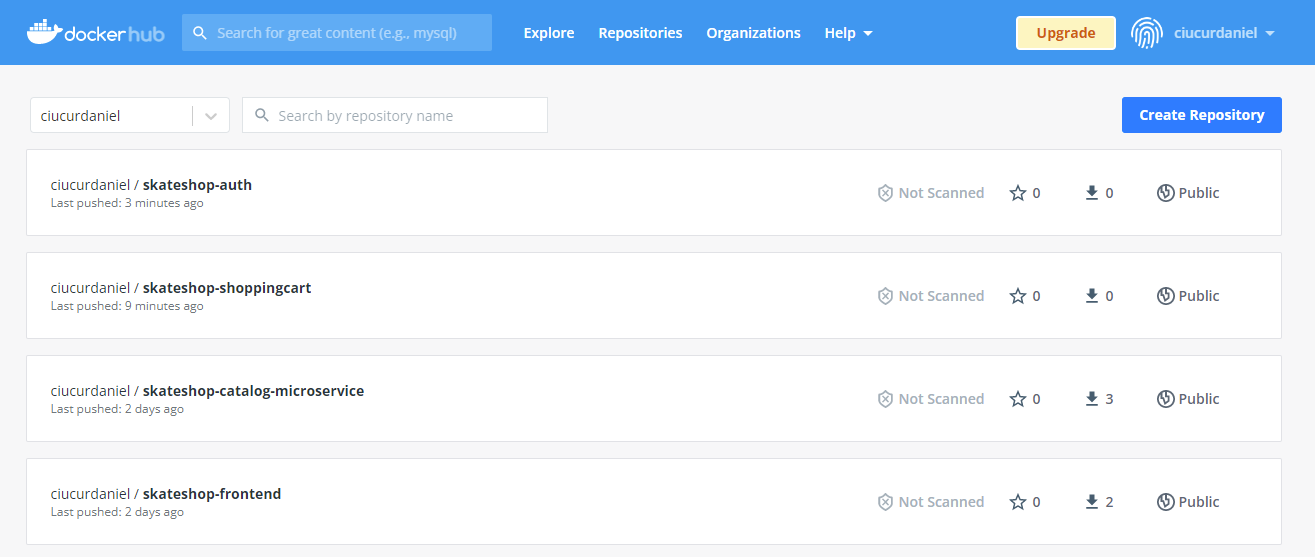 docker hub Search for great content (e.g., mysql) Explore Repositories Organizations Help Upgrade ciucurdaniel
ciucurdaniel Search by repository name Create Repository
ciucurdaniel / skateshop-auth
Last pushed: 3 minutes ago
Not Scanned 0 0 Public
ciucurdaniel / skateshop-shoppingcart
Last pushed: 9 minutes ago
Not Scanned 0 0 Public
ciucurdaniel / skateshop-catalog-microservice
Last pushed: 2 days ago
Not Scanned 0 3 Public
ciucurdaniel / skateshop-frontend
Last pushed: 2 days ago
Not Scanned 0 2 Public